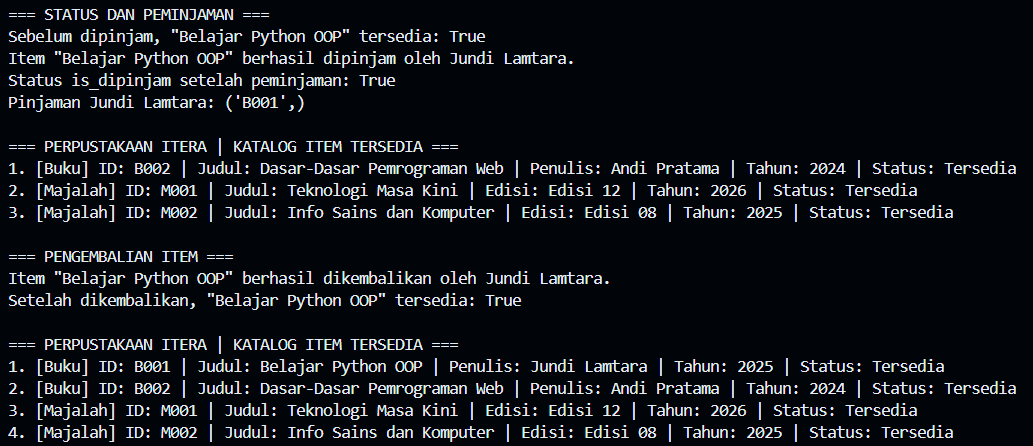 === STATUS DAN PEMINJAMAN ===
Sebelum dipinjam, "Belajar Python OOP" tersedia: True
Item "Belajar Python OOP" berhasil dipinjam oleh Jundi Lamtara.
Status is_dipinjam setelah peminjaman: True
Pinjaman Jundi Lamtara: ('B001',)
=== PERPUSTAKAAN ITERA | KATALOG ITEM TERSEDIA ===
1. [Buku] ID: B002 | Judul: Dasar-Dasar Pemrograman Web | Penulis: Andi Pratama | Tahun: 2024 | Status: Tersedia
2. [Majalah] ID: M001 | Judul: Teknologi Masa Kini | Edisi: Edisi 12 | Tahun: 2026 | Status: Tersedia
3. [Majalah] ID: M002 | Judul: Info Sains dan Komputer | Edisi: Edisi 08 | Tahun: 2025 | Status: Tersedia
=== PENGEMBALIAN ITEM ===
Item "Belajar Python OOP" berhasil dikembalikan oleh Jundi Lamtara.
Setelah dikembalikan, "Belajar Python OOP" tersedia: True
=== PERPUSTAKAAN ITERA | KATALOG ITEM TERSEDIA ===
1. [Buku] ID: B001 | Judul: Belajar Python OOP | Penulis: Jundi Lamtara | Tahun: 2025 | Status: Tersedia
2. [Buku] ID: B002 | Judul: Dasar-Dasar Pemrograman Web | Penulis: Andi Pratama | Tahun: 2024 | Status: Tersedia
3. [Majalah] ID: M001 | Judul: Teknologi Masa Kini | Edisi: Edisi 12 | Tahun: 2026 | Status: Tersedia
4. [Majalah] ID: M002 | Judul: Info Sains dan Komputer | Edisi: Edisi 08 | Tahun: 2025 | Status: Tersedia